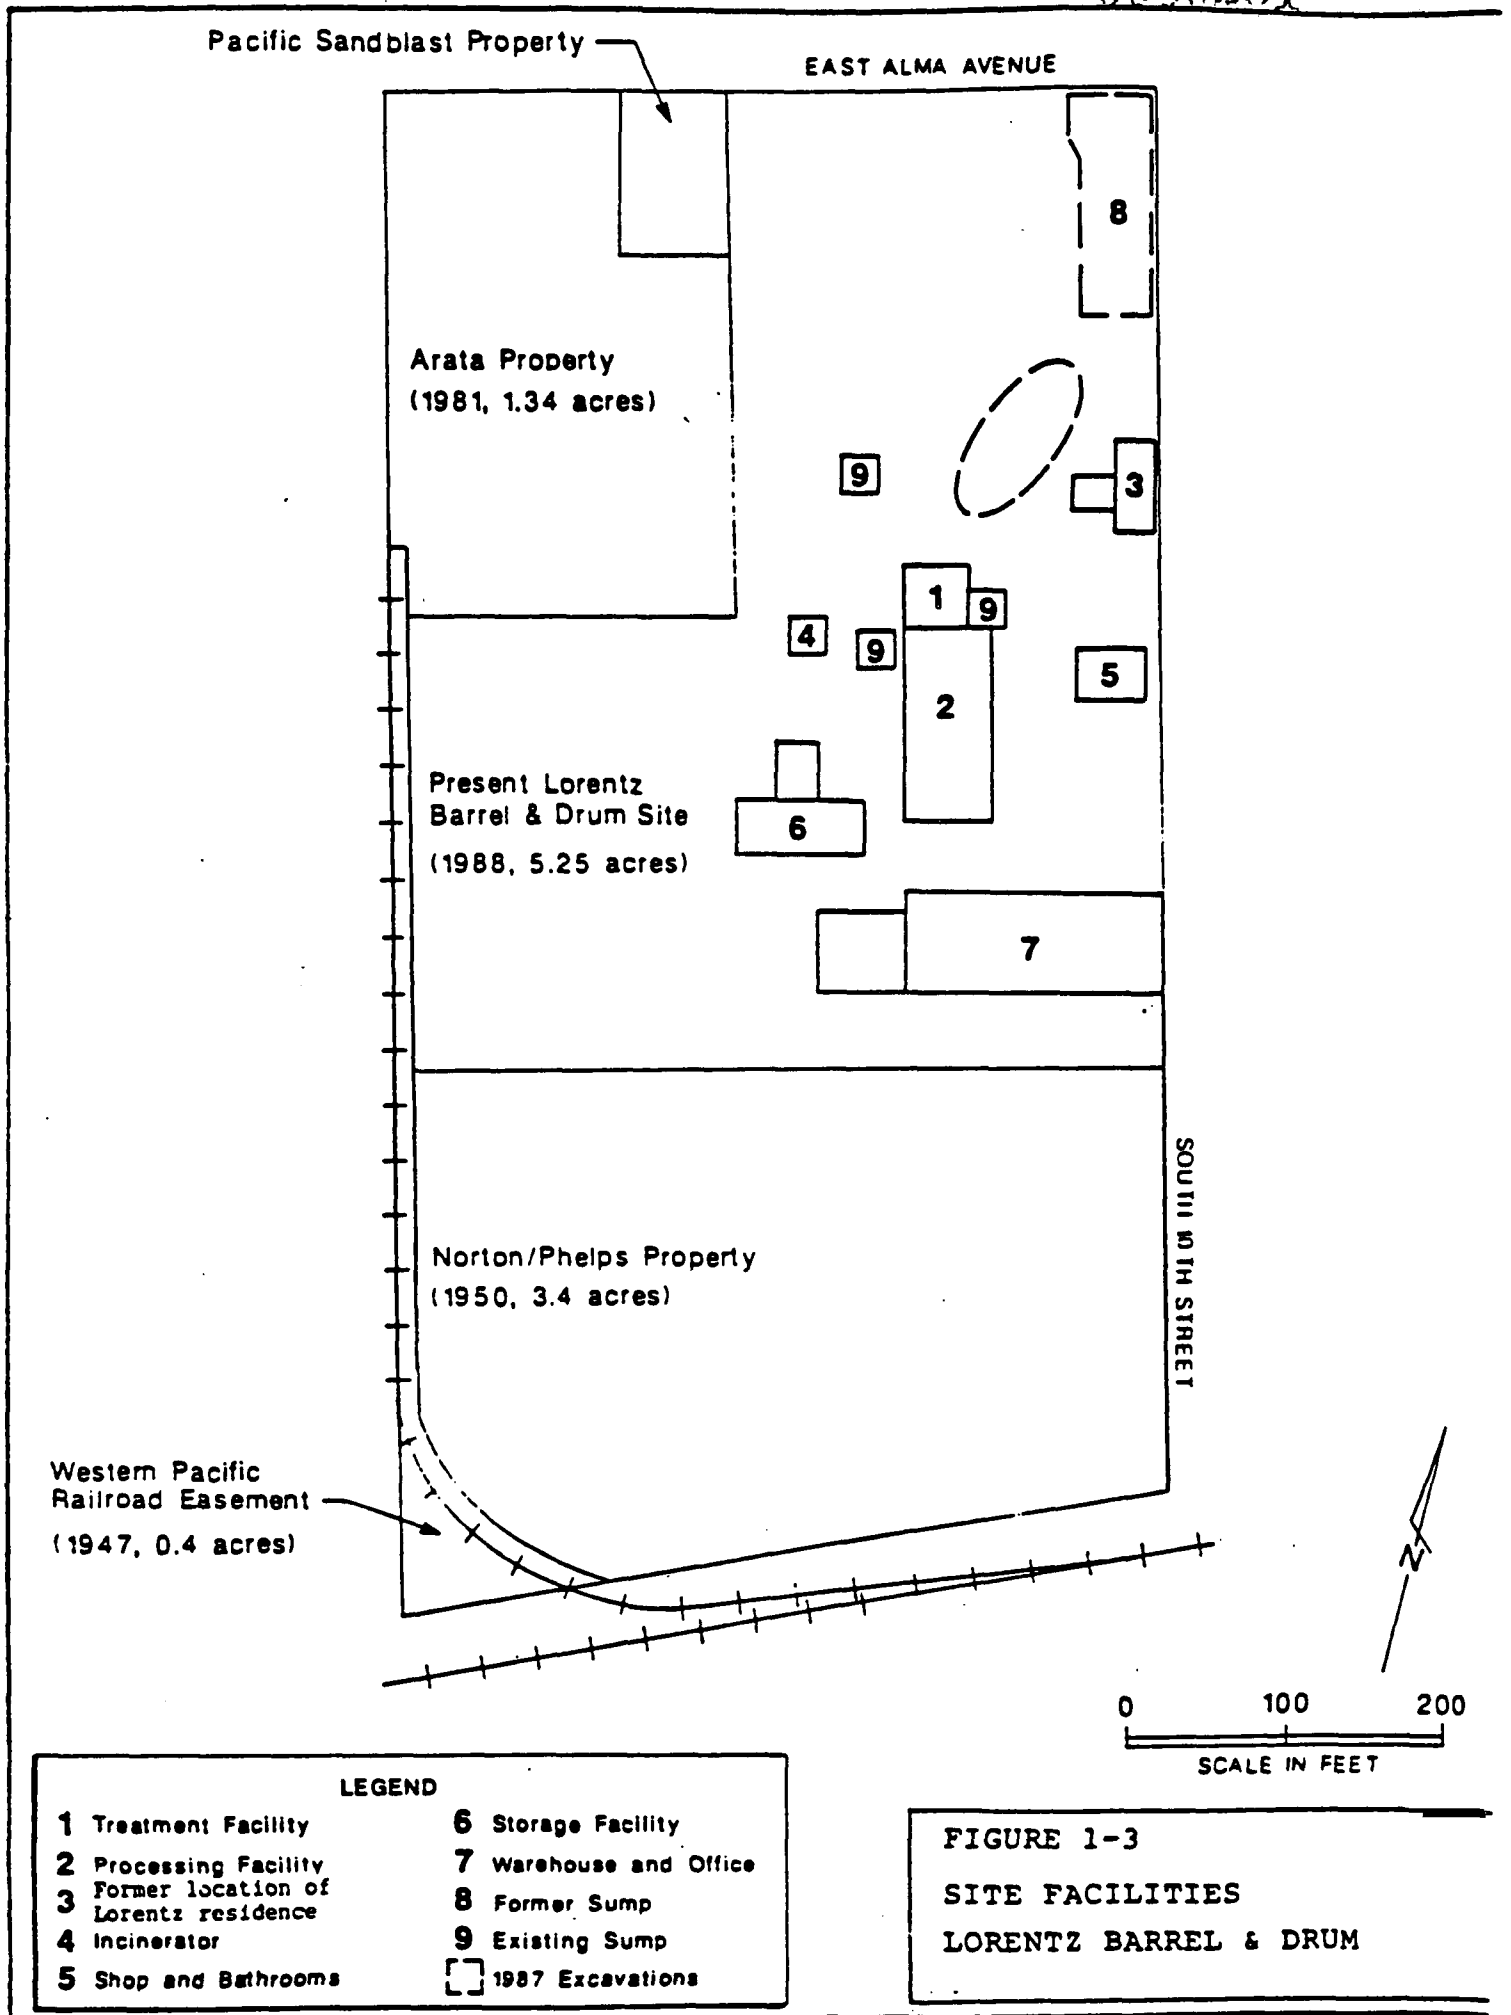 Pacific Sandblast Property
EAST ALMA AVENUE
8
Arata Property
(1981, 1.34 acres)
9
3
1
9
4
9
5
2
Present Lorentz
Barrel & Drum Site
(1988, 5.25 acres)
6
7
SOUTH 10TH STREET
Norton/Phelps Property
(1950, 3.4 acres)
Western Pacific
Railroad Easement
(1947, 0.4 acres)
N
0 100 200
SCALE IN FEET
LEGEND
1 Treatment Facility
2 Processing Facility
3 Former location of
Lorentz residence
4 Incinerator
5 Shop and Bathrooms
6 Storage Facility
7 Warehouse and Office
8 Former Sump
9 Existing Sump
1987 Excavations
FIGURE 1-3
SITE FACILITIES
LORENTZ BARREL & DRUM